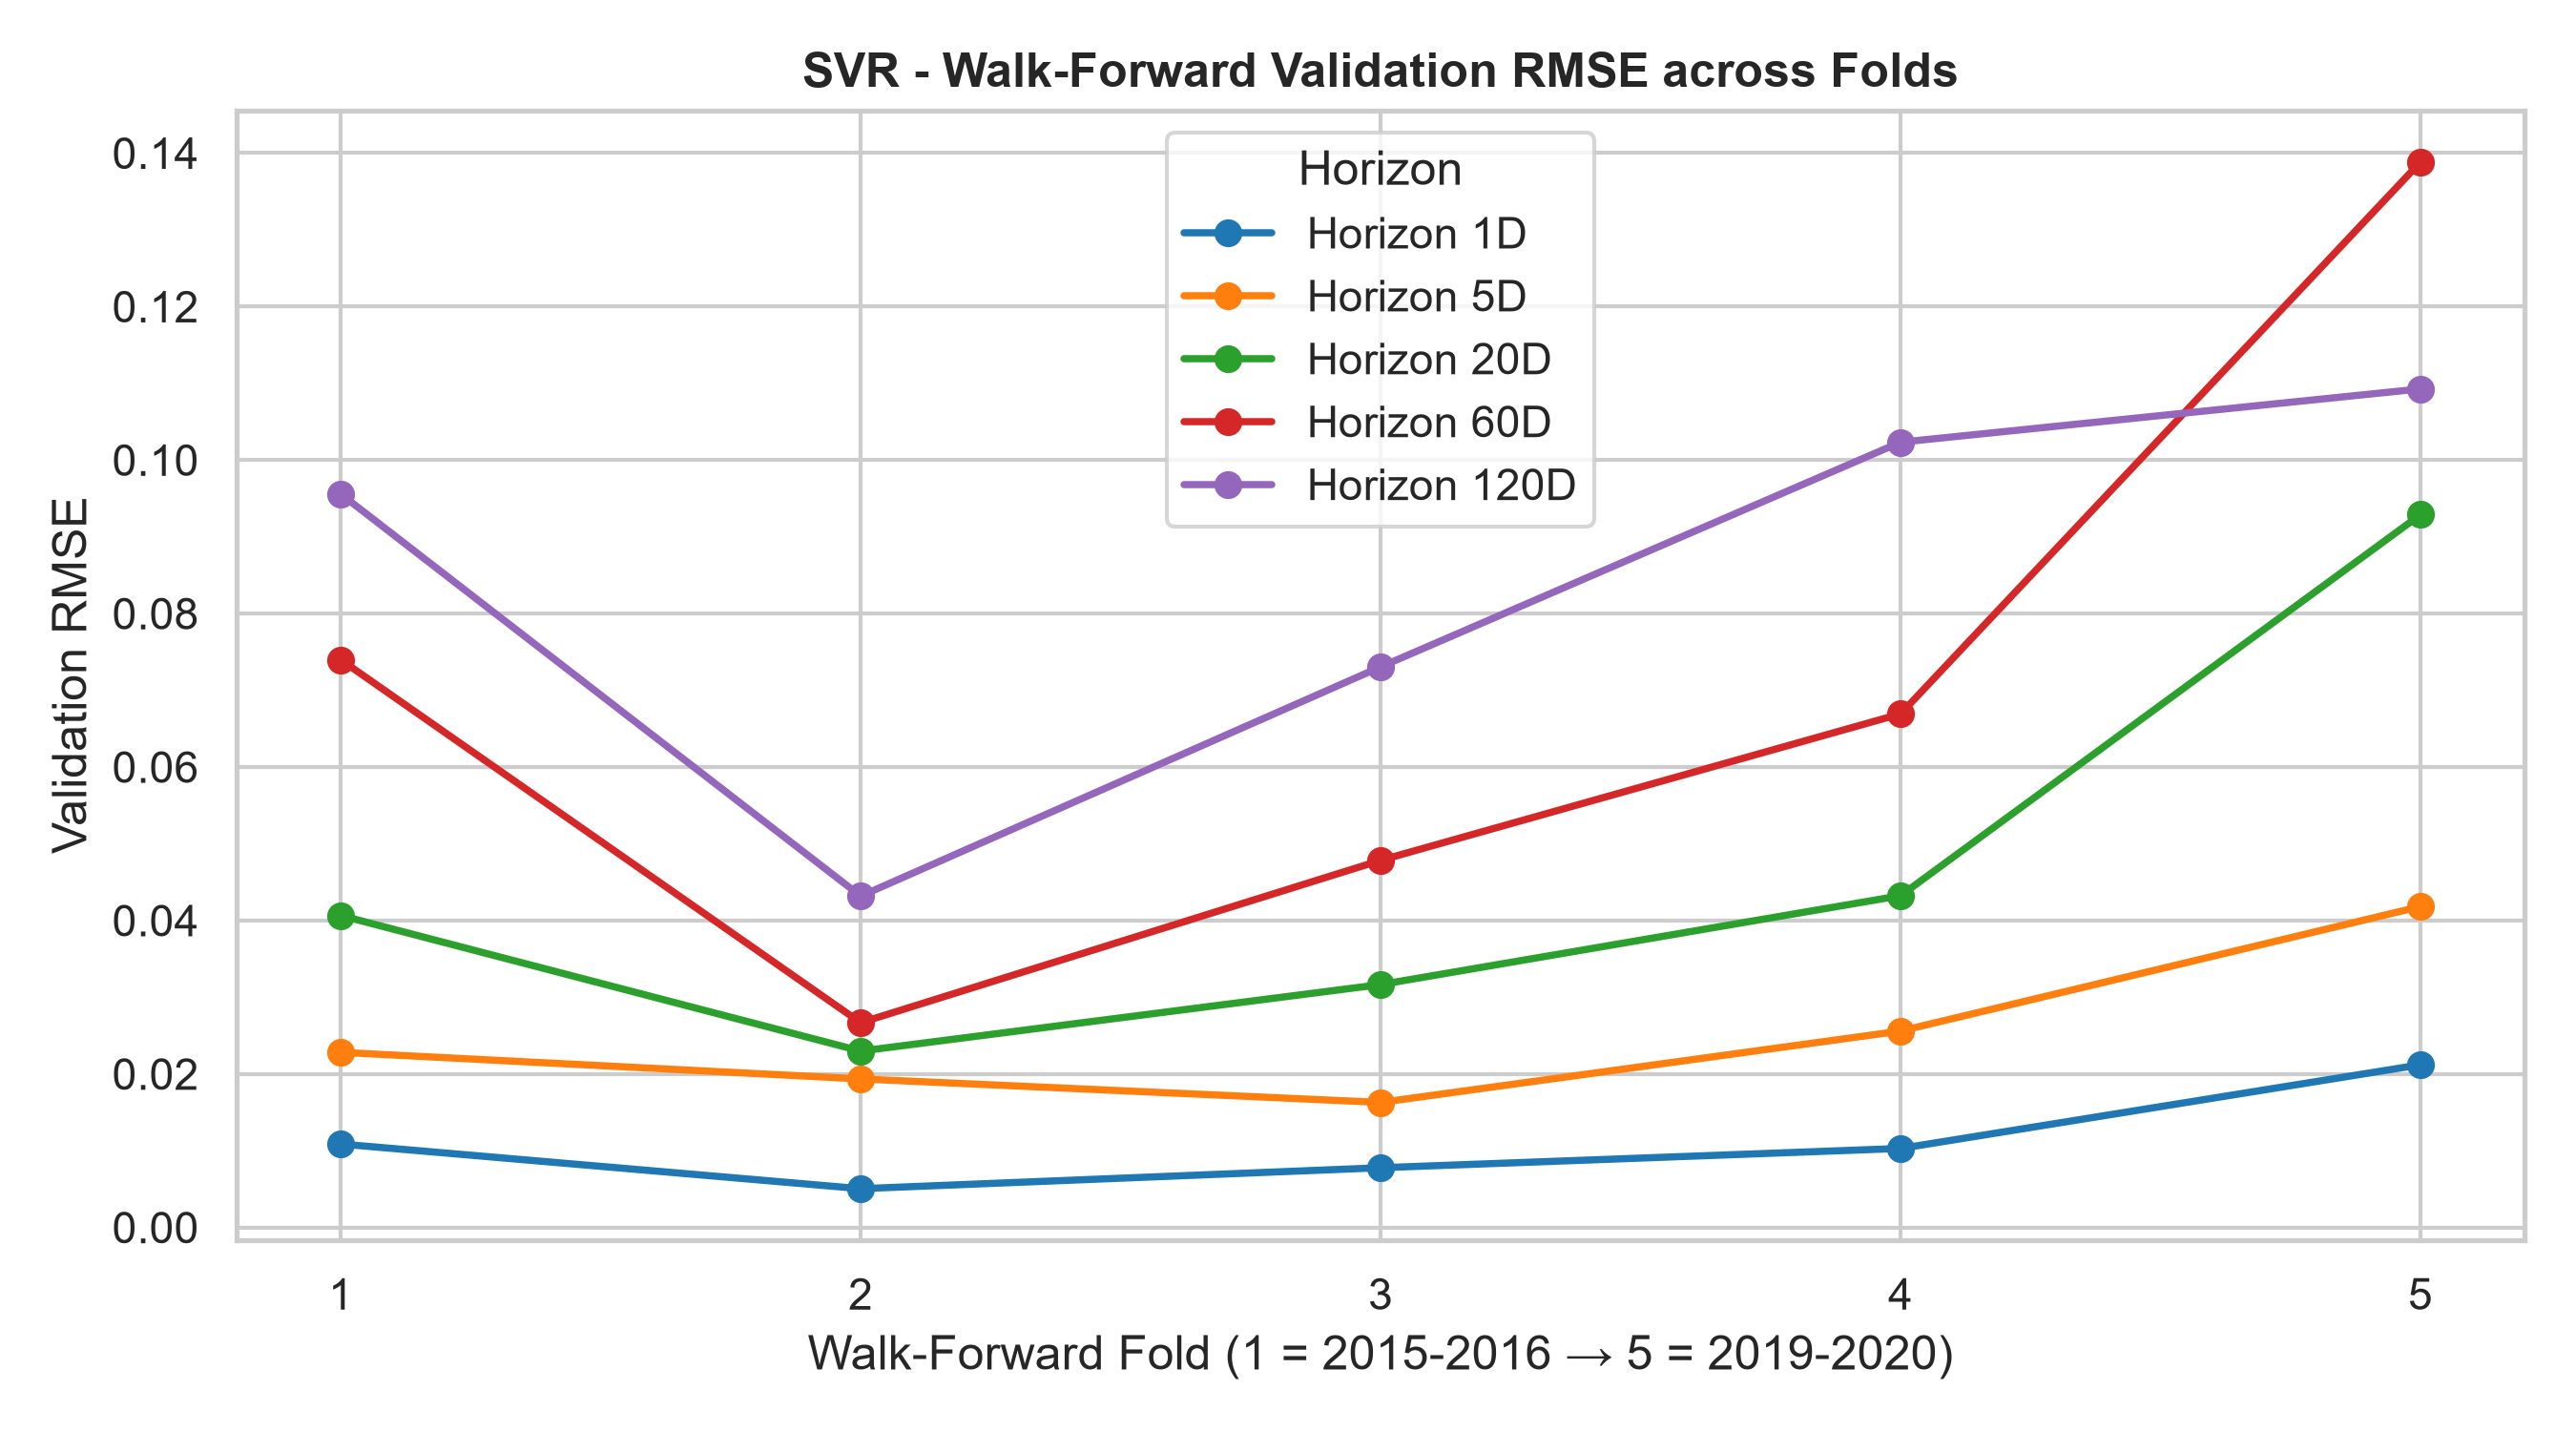 SVR - Walk-Forward Validation RMSE across Folds
Validation RMSE
0.14
0.12
0.10
0.08
0.06
0.04
0.02
0.00
Horizon
Horizon 1D
Horizon 5D
Horizon 20D
Horizon 60D
Horizon 120D
1 2 3 4 5
Walk-Forward Fold (1 = 2015-2016 → 5 = 2019-2020)